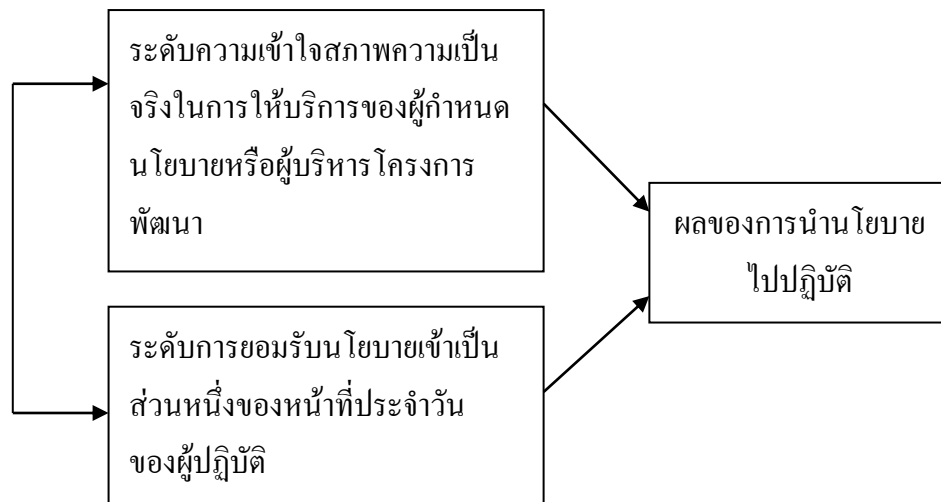 ระดับความเข้าใจสภาพความเป็น
จริงในการให้บริการของผู้กำหนด
นโยบายหรือผู้บริหารโครงการ
พัฒนา
ผลของการนำนโยบาย
ไปปฏิบัติ
ระดับการยอมรับนโยบายเข้าเป็น
ส่วนหนึ่งของหน้าที่ประจำวัน
ของผู้ปฏิบัติ